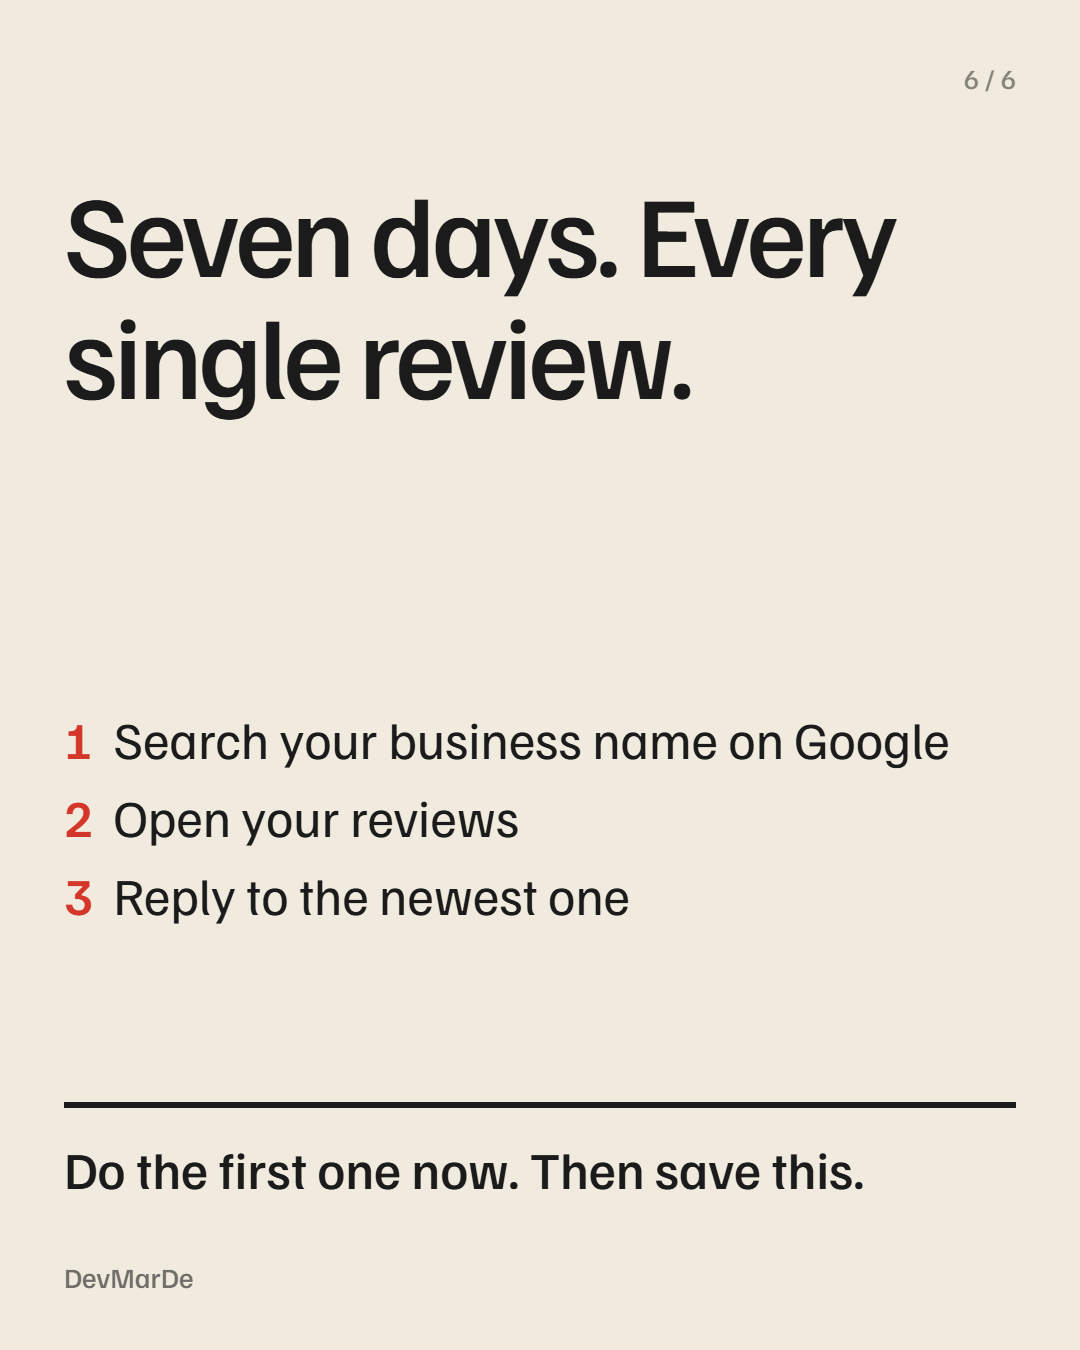 6 / 6
Seven days. Every
single review.
1 Search your business name on Google
2 Open your reviews
3 Reply to the newest one
Do the first one now. Then save this.
DevMarDe